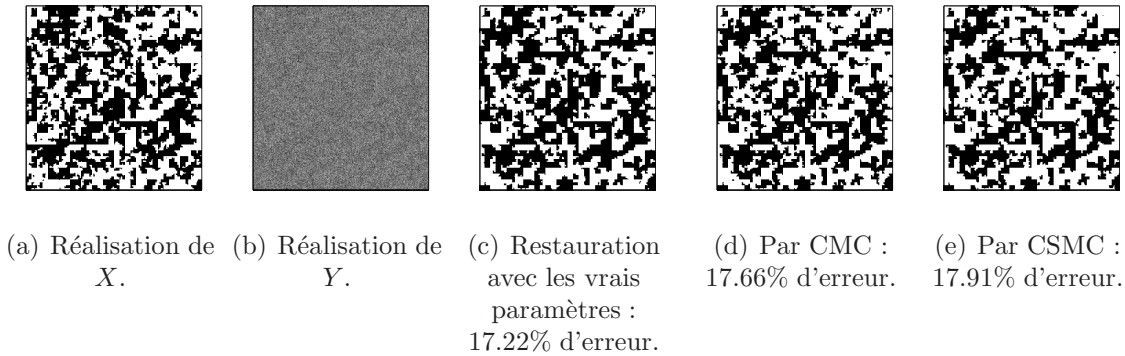 (a) Réalisation de
X.
(b) Réalisation de
Y.
(c) Restauration
avec les vrais
paramètres :
17.22% d'erreur.
(d) Par CMC :
17.66% d'erreur.
(e) Par CSMC :
17.91% d'erreur.